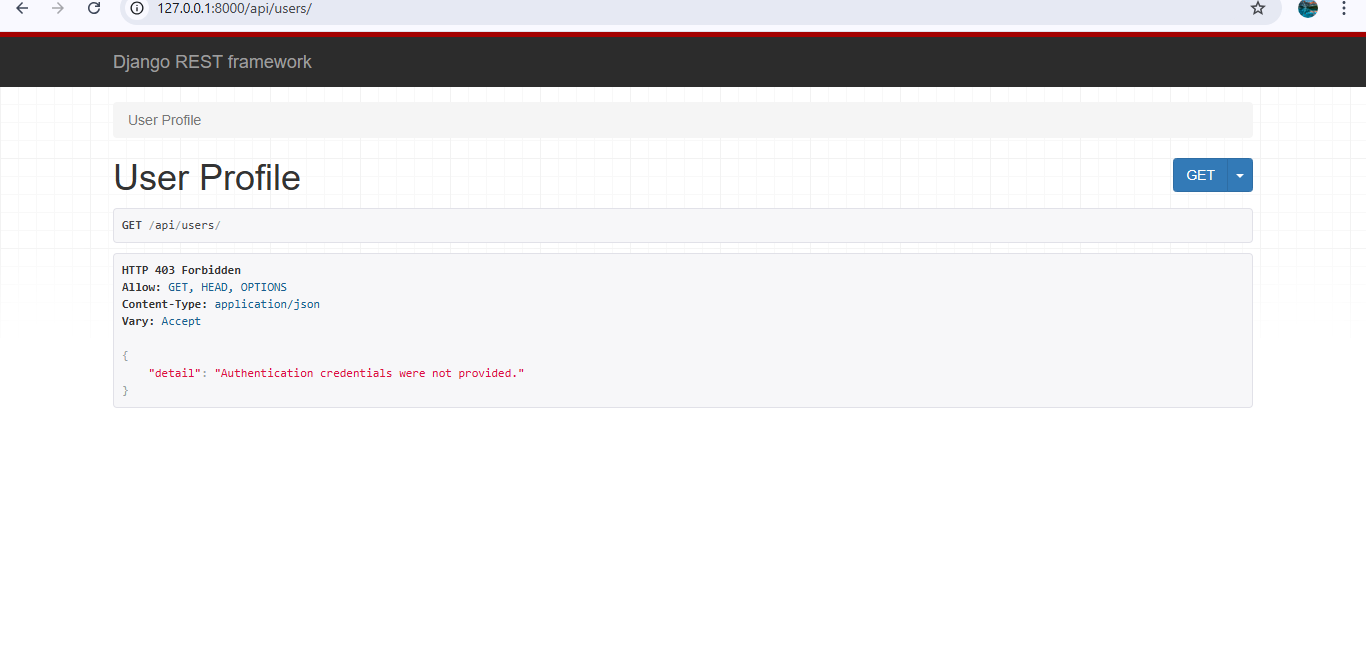 127.0.0.1:8000/api/users/
Django REST framework
User Profile
User Profile
GET
GET /api/users/
HTTP 403 Forbidden
Allow: GET, HEAD, OPTIONS
Content-Type: application/json
Vary: Accept
{
"detail": "Authentication credentials were not provided."
}